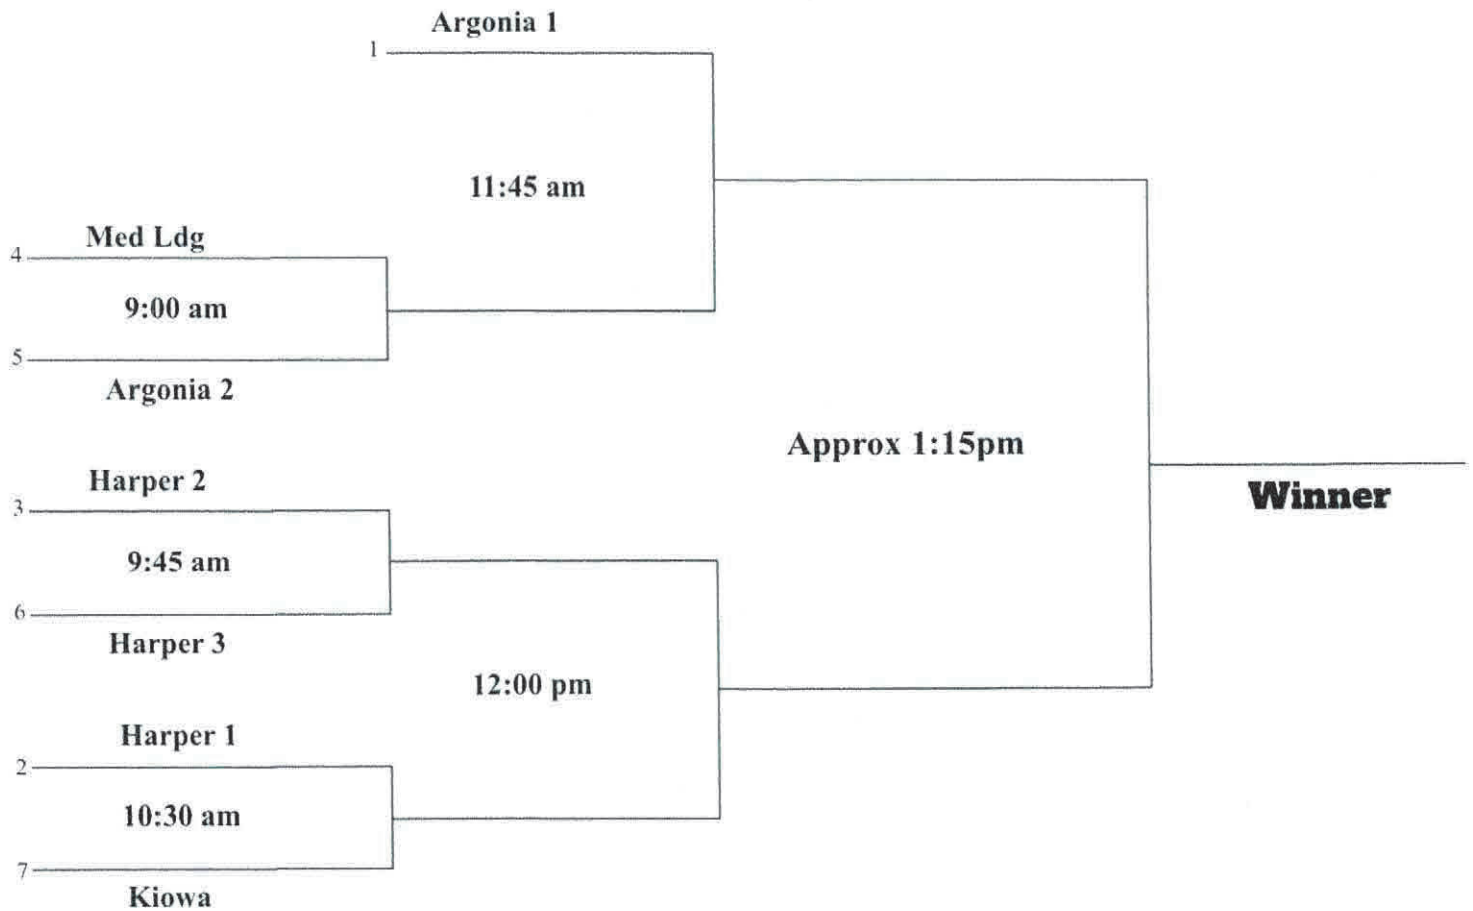 Argonia 1
1
11:45 am
Med Ldg
4
9:00 am
5
Argonia 2
Approx 1:15pm
Winner
Harper 2
3
9:45 am
6
Harper 3
12:00 pm
Harper 1
2
10:30 am
7
Kiowa